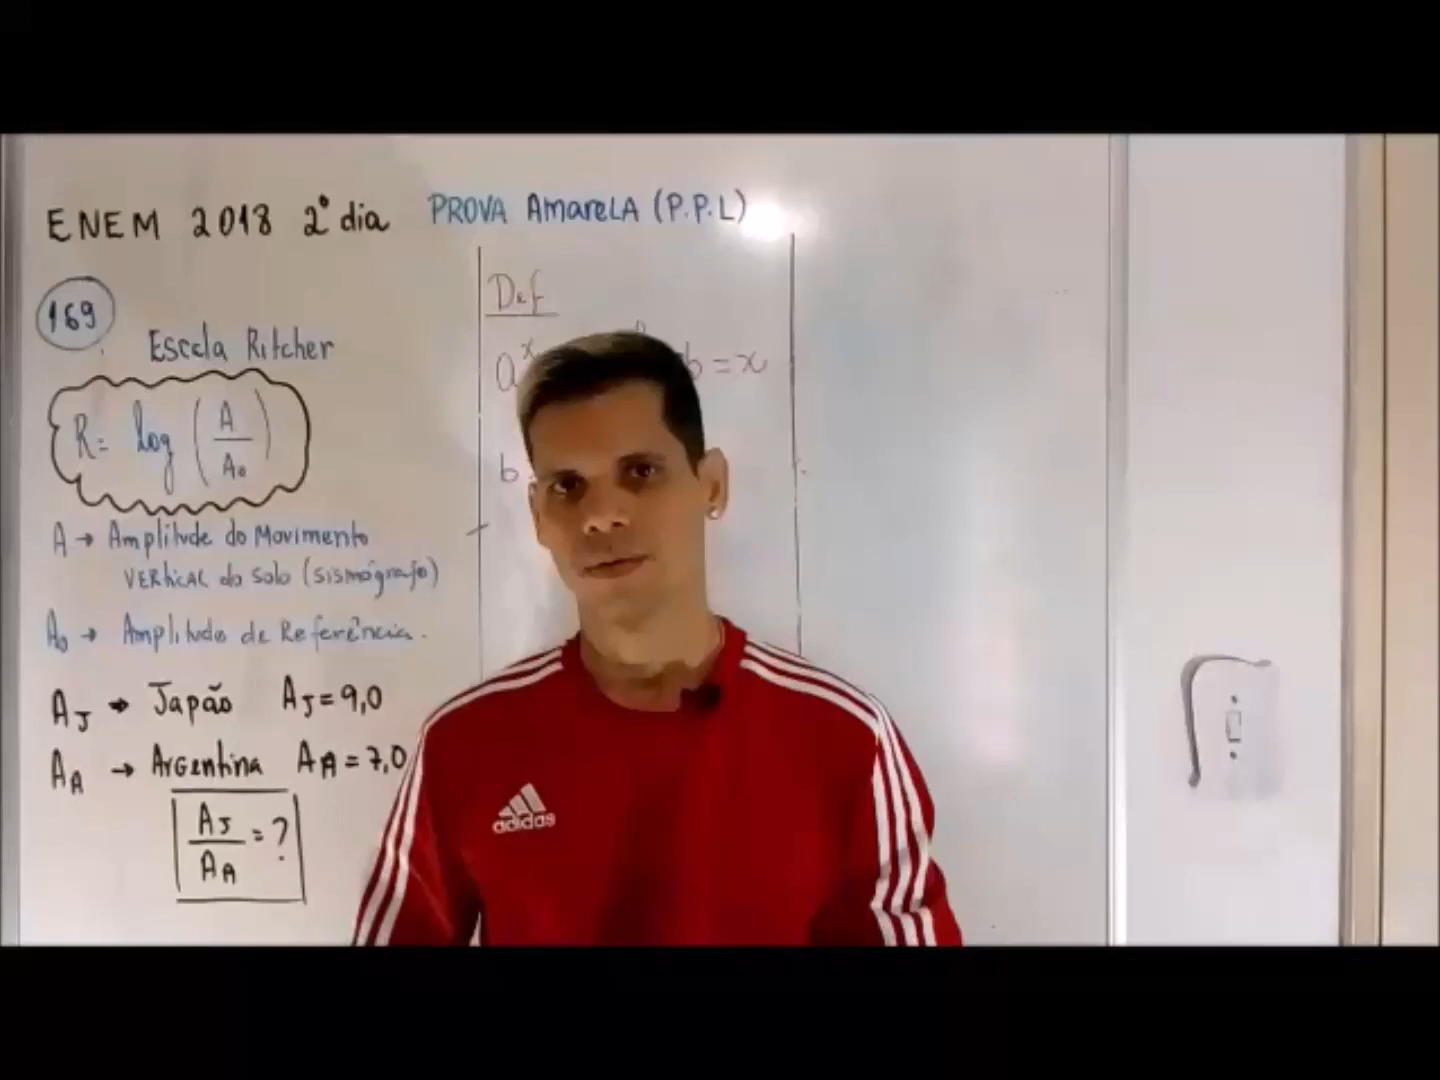 ENEM 2018 2º dia PROVA AmareLA (P.P.L)
169
Escala Ritcher
R = log (A/A₀)
A → Amplitude do Movimento
VERtiCAL do solo (sismógrafo)
A₀ → Amplitude de Referência.
A_J → Japão A_J = 9,0
A_A → ArGentina A_A = 7,0
A_J/A_A = ?
Def
a^x b = x
b
adidas